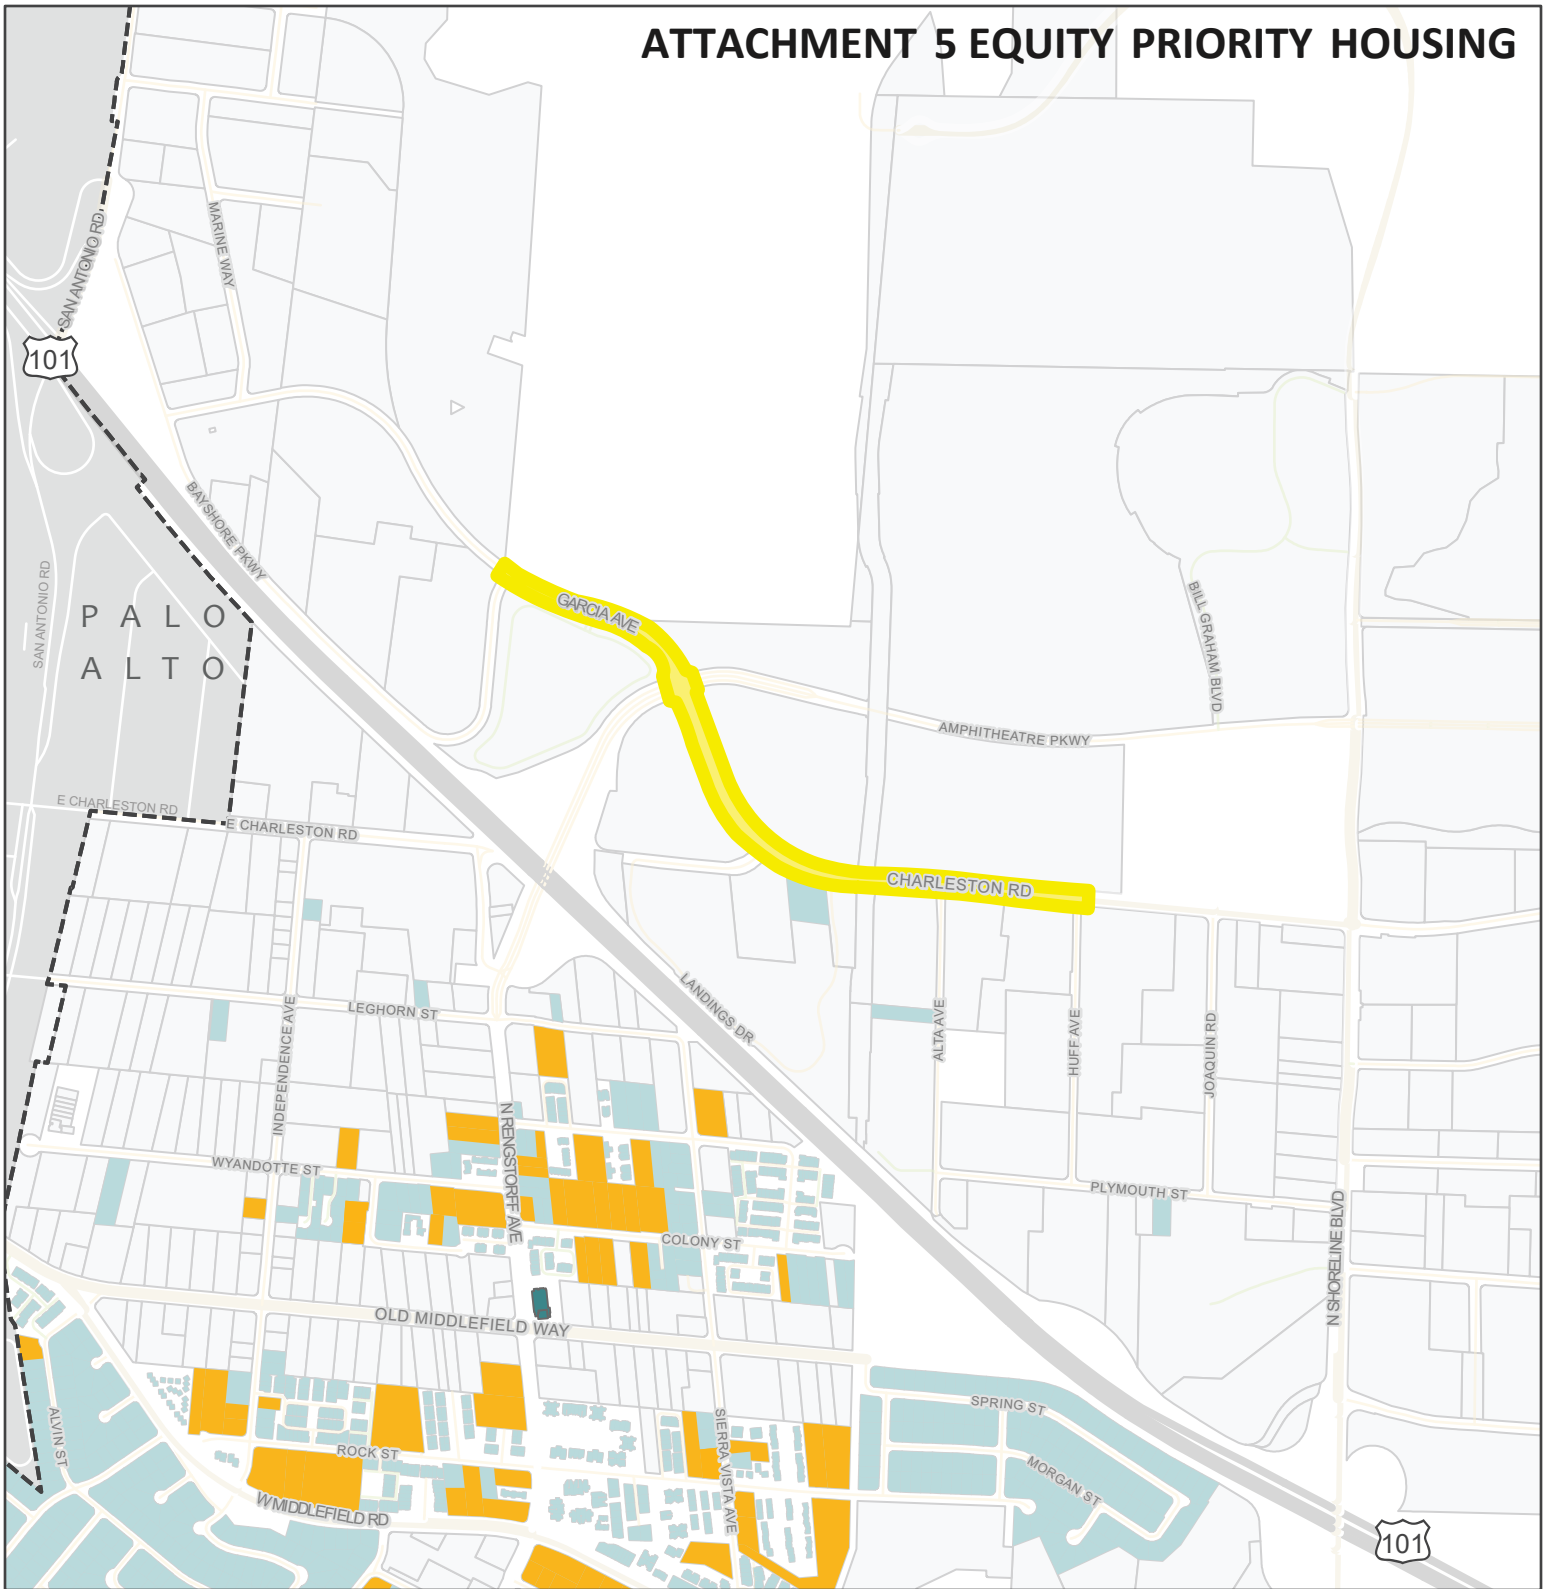 ATTACHMENT 5 EQUITY PRIORITY HOUSING
SAN ANTONIO RD
MARINE WAY
101
BAYSHORE PKWY
SAN ANTONIO RD
PALO
ALTO
GARCIA AVE
BILL GRAHAM BLVD
AMPHITHEATRE PKWY
E CHARLESTON RD
E CHARLESTON RD
CHARLESTON RD
LEGHORN ST
INDEPENDENCE AVE
LANDINGS DR
ALTA AVE
HUFF AVE
JOAQUIN RD
N RENGSTORFF AVE
WYANDOTTE ST
PLYMOUTH ST
COLONY ST
N SHORELINE BLVD
OLD MIDDLEFIELD WAY
ALVIN ST
SPRING ST
ROCK ST
SIERRA VISTA AVE
MORGAN ST
W MIDDLEFIELD RD
101